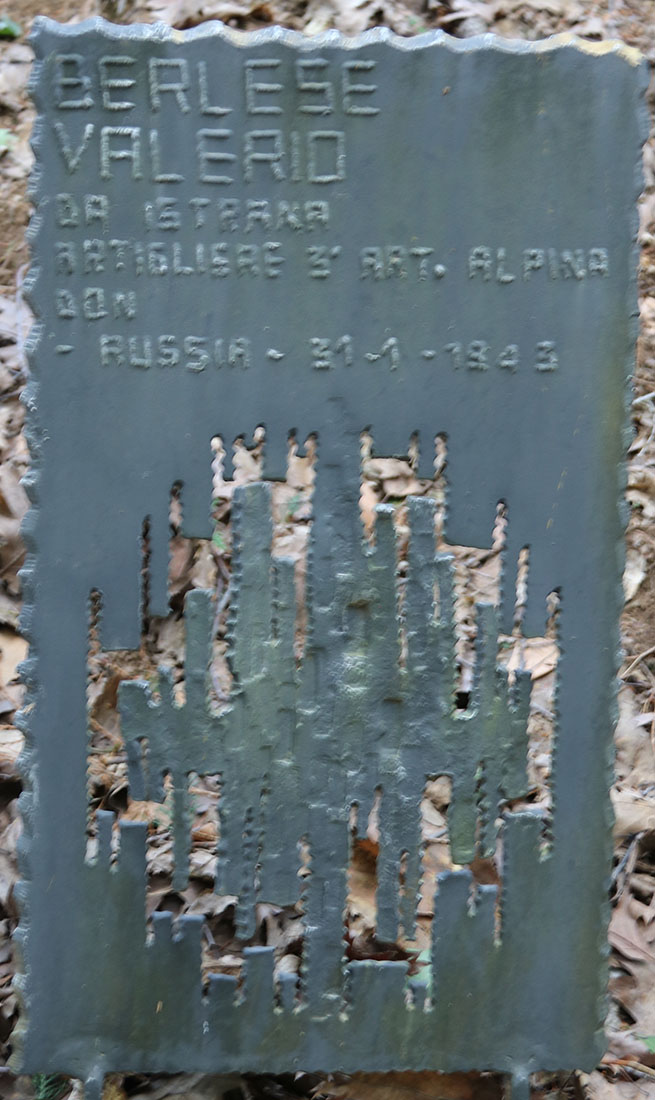 BERLESE
VALERIO
DA ISTRANA
ARTIGLIERE 3' ART. ALPINA
DON
- RUSSIA - 31-1-1943